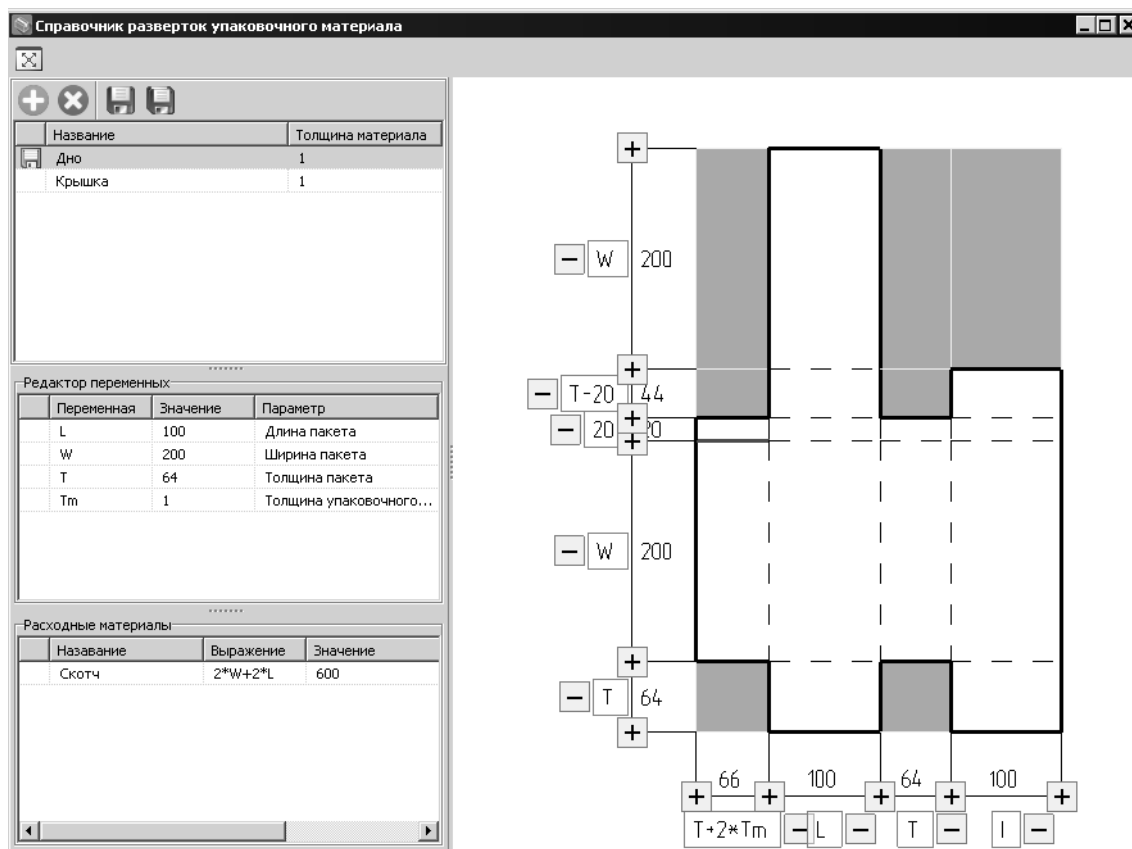 Справочник разверток упаковочного материала
Название Толщина материала
Дно 1
Крышка 1
Редактор переменных
Переменная Значение Параметр
L 100 Длина пакета
W 200 Ширина пакета
T 64 Толщина пакета
Tm 1 Толщина упаковочного...
Расходные материалы
Назавание Выражение Значение
Скотч 2*W+2*L 600
+
− W 200
+
− T-20 44
+
− 20 20
+
− W 200
+
− T 64
+
66 100 64 100
+ + + + +
T+2*Tm − L − T − l −